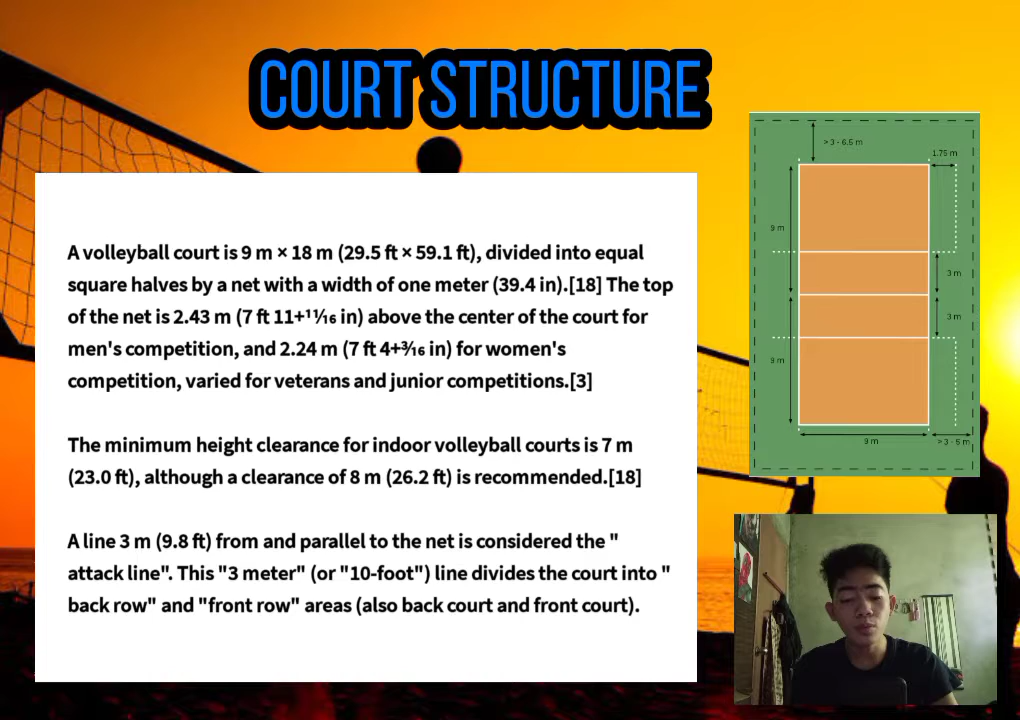 COURT STRUCTURE
A volleyball court is 9 m × 18 m (29.5 ft × 59.1 ft), divided into equal
square halves by a net with a width of one meter (39.4 in).[18] The top
of the net is 2.43 m (7 ft 11+¹¹⁄₁₆ in) above the center of the court for
men's competition, and 2.24 m (7 ft 4+³⁄₁₆ in) for women's
competition, varied for veterans and junior competitions.[3]
The minimum height clearance for indoor volleyball courts is 7 m
(23.0 ft), although a clearance of 8 m (26.2 ft) is recommended.[18]
A line 3 m (9.8 ft) from and parallel to the net is considered the "
attack line". This "3 meter" (or "10-foot") line divides the court into "
back row" and "front row" areas (also back court and front court).
> 3 - 6.5 m
1.75 m
9 m
3 m
3 m
9 m
9 m
> 3 - 5 m